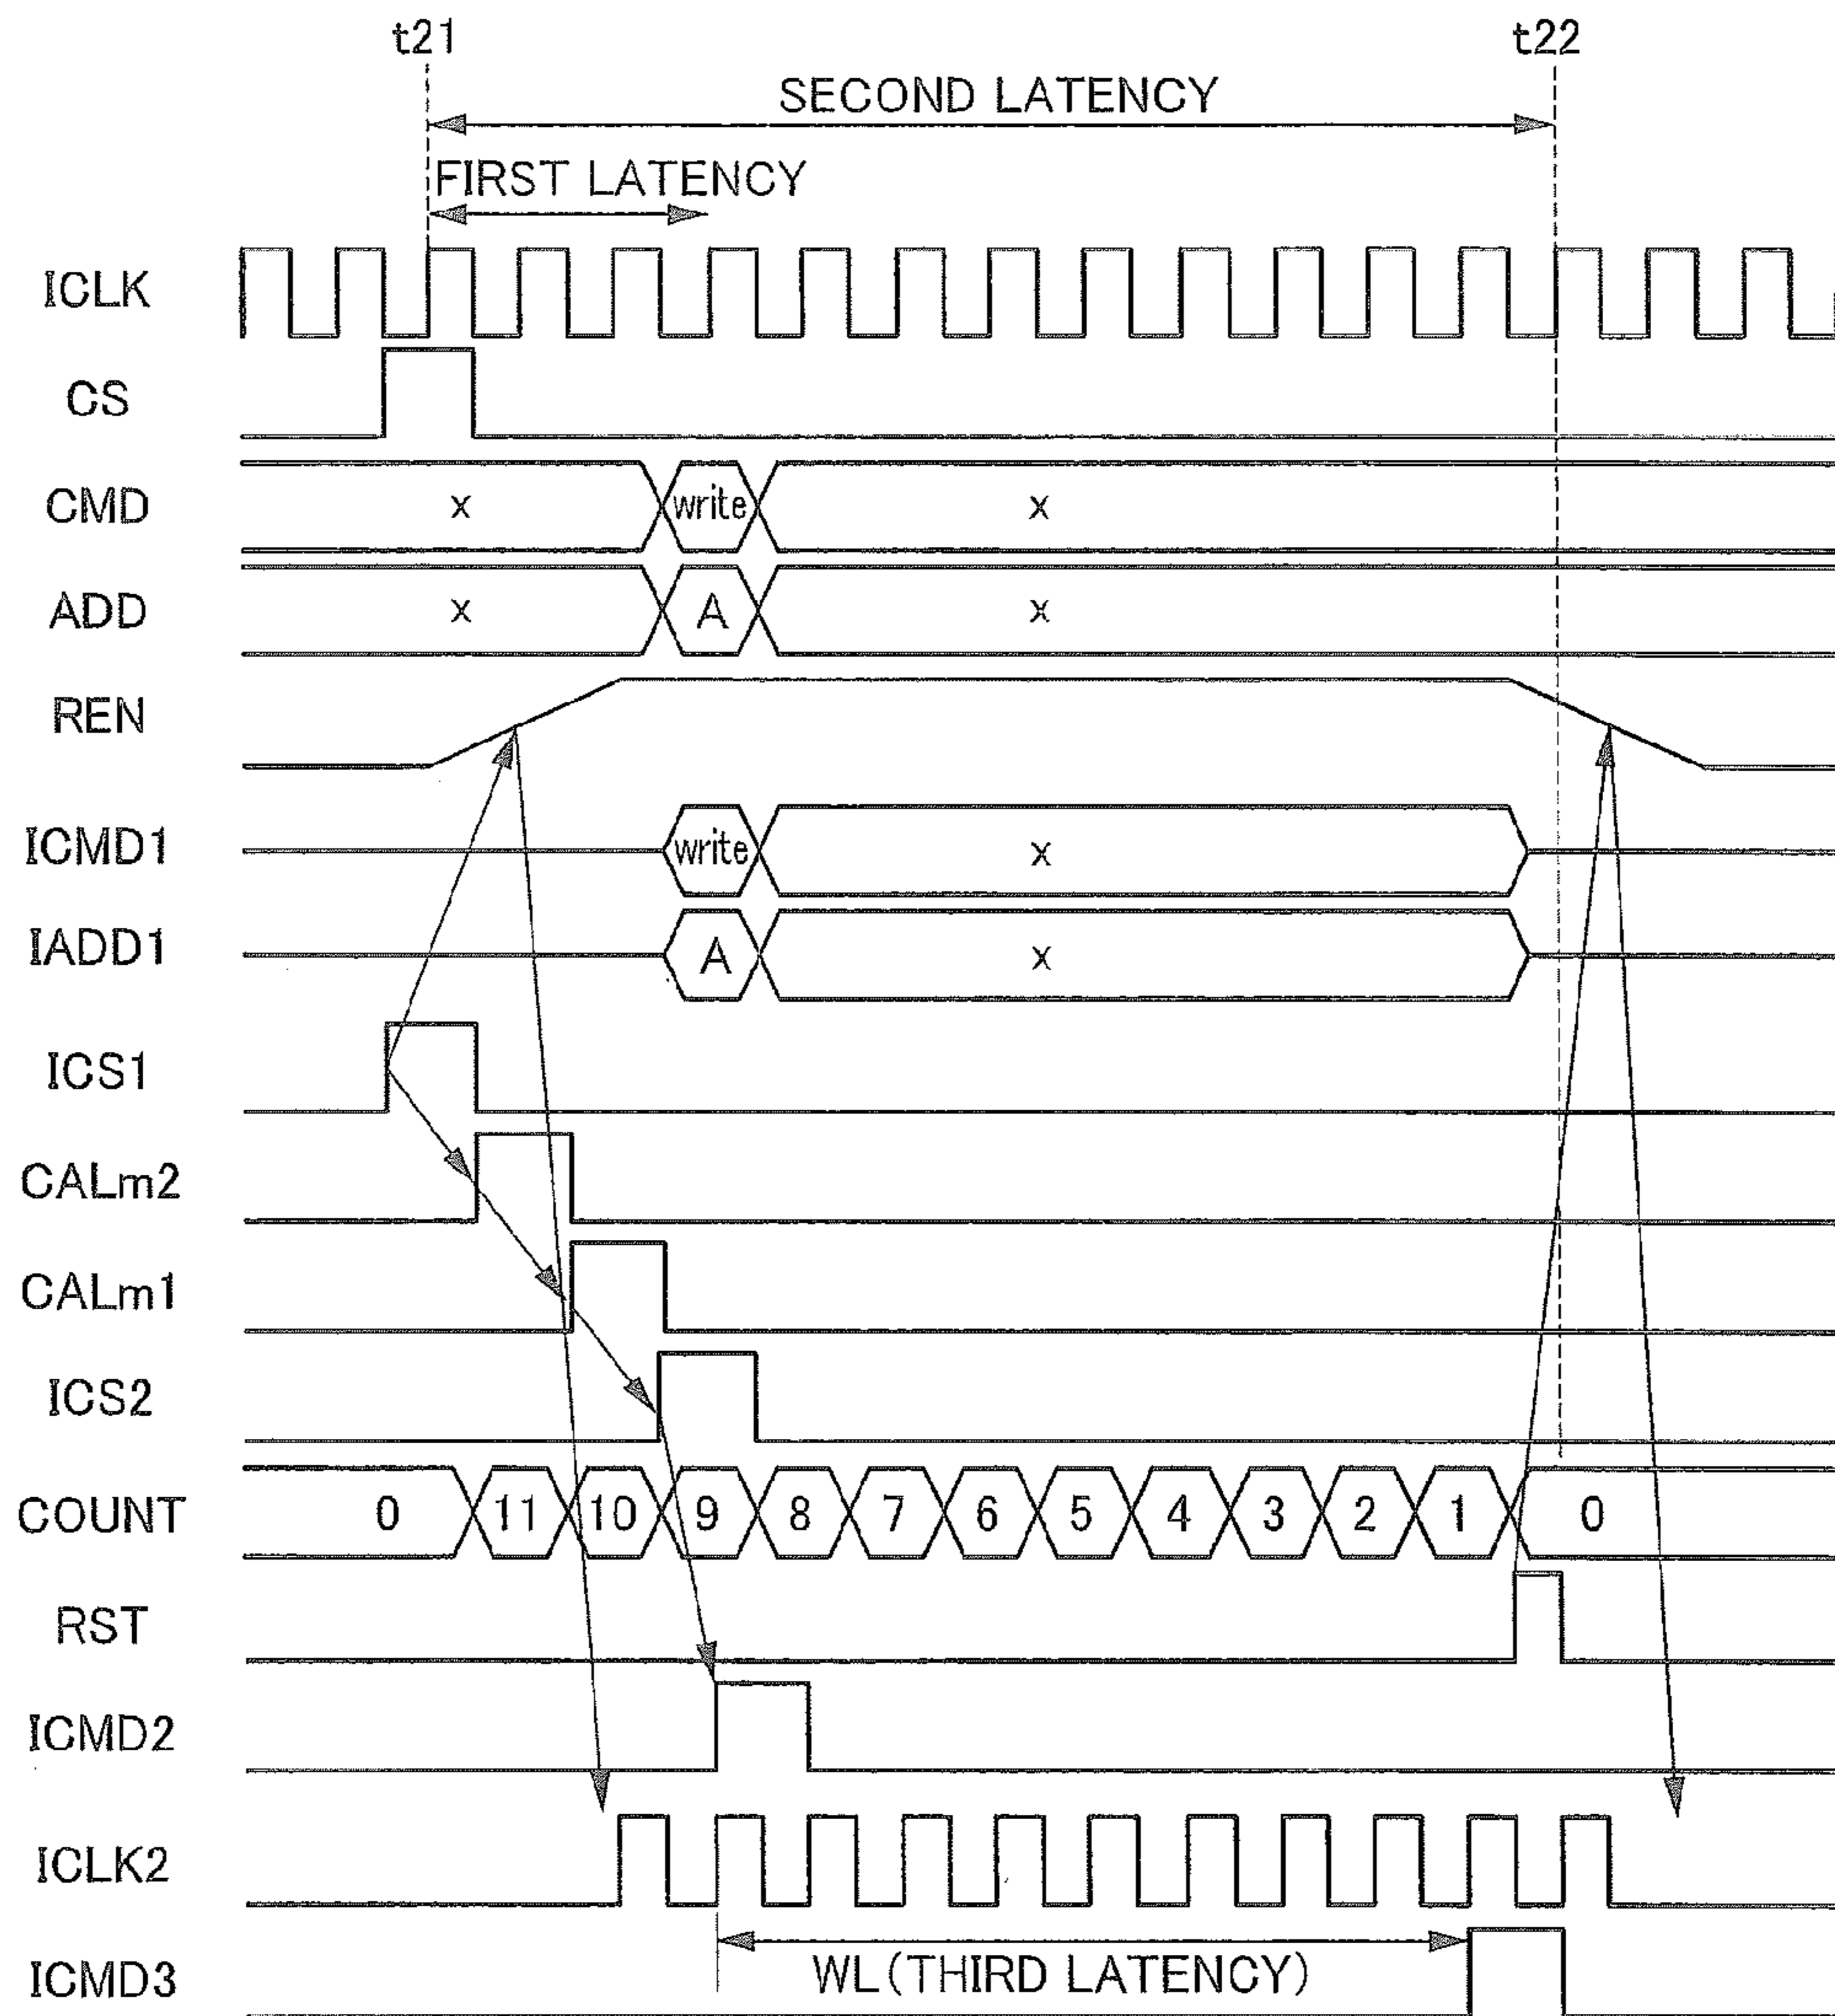 t21 t22
SECOND LATENCY
FIRST LATENCY
ICLK
CS
CMD x write x
ADD x A x
REN
ICMD1 write x
IADD1 A x
ICS1
CALm2
CALm1
ICS2
COUNT 0 11 10 9 8 7 6 5 4 3 2 1 0
RST
ICMD2
ICLK2
WL(THIRD LATENCY)
ICMD3